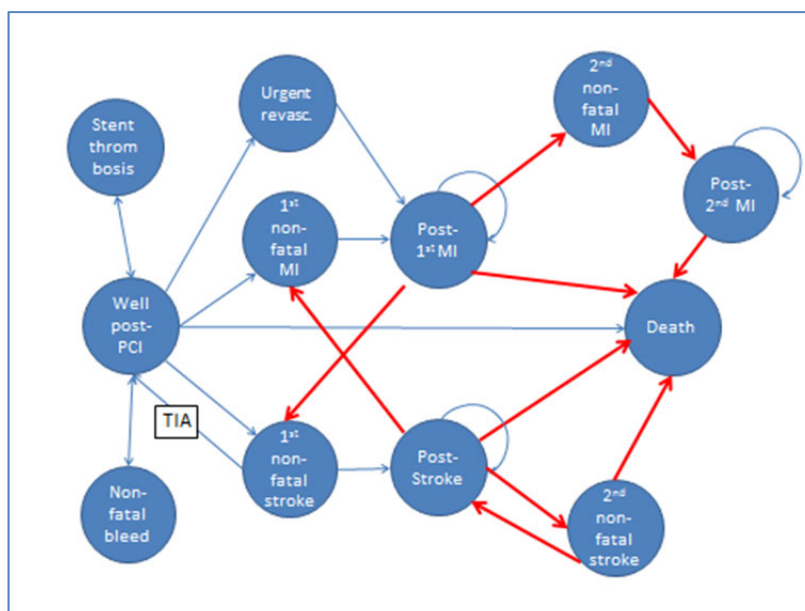 Urgent
revasc.
2nd
non-
fatal
MI
Stent
throm
bosis
1st
non-
fatal
MI
Post-
1st MI
Post-
2nd MI
Well
post-
PCI
Death
TIA
1st
non-
fatal
stroke
Post-
Stroke
Non-
fatal
bleed
2nd
non-
fatal
stroke